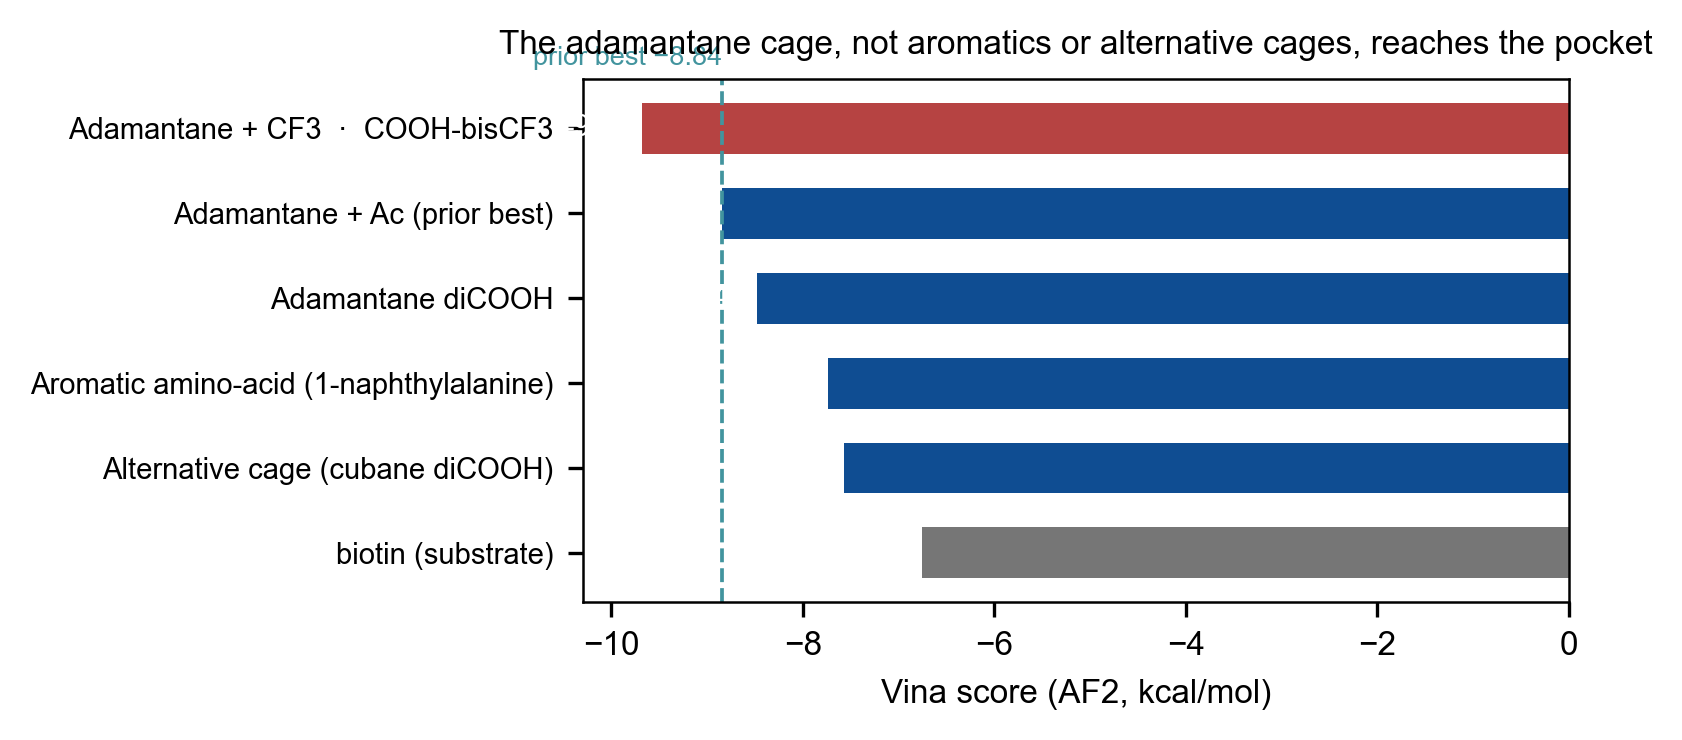 The adamantane cage, not aromatics or alternative cages, reaches the pocket
prior best −8.84
Adamantane + CF3 · COOH-bisCF3
Adamantane + Ac (prior best)
Adamantane diCOOH
Aromatic amino-acid (1-naphthylalanine)
Alternative cage (cubane diCOOH)
biotin (substrate)
−10 −8 −6 −4 −2 0
Vina score (AF2, kcal/mol)